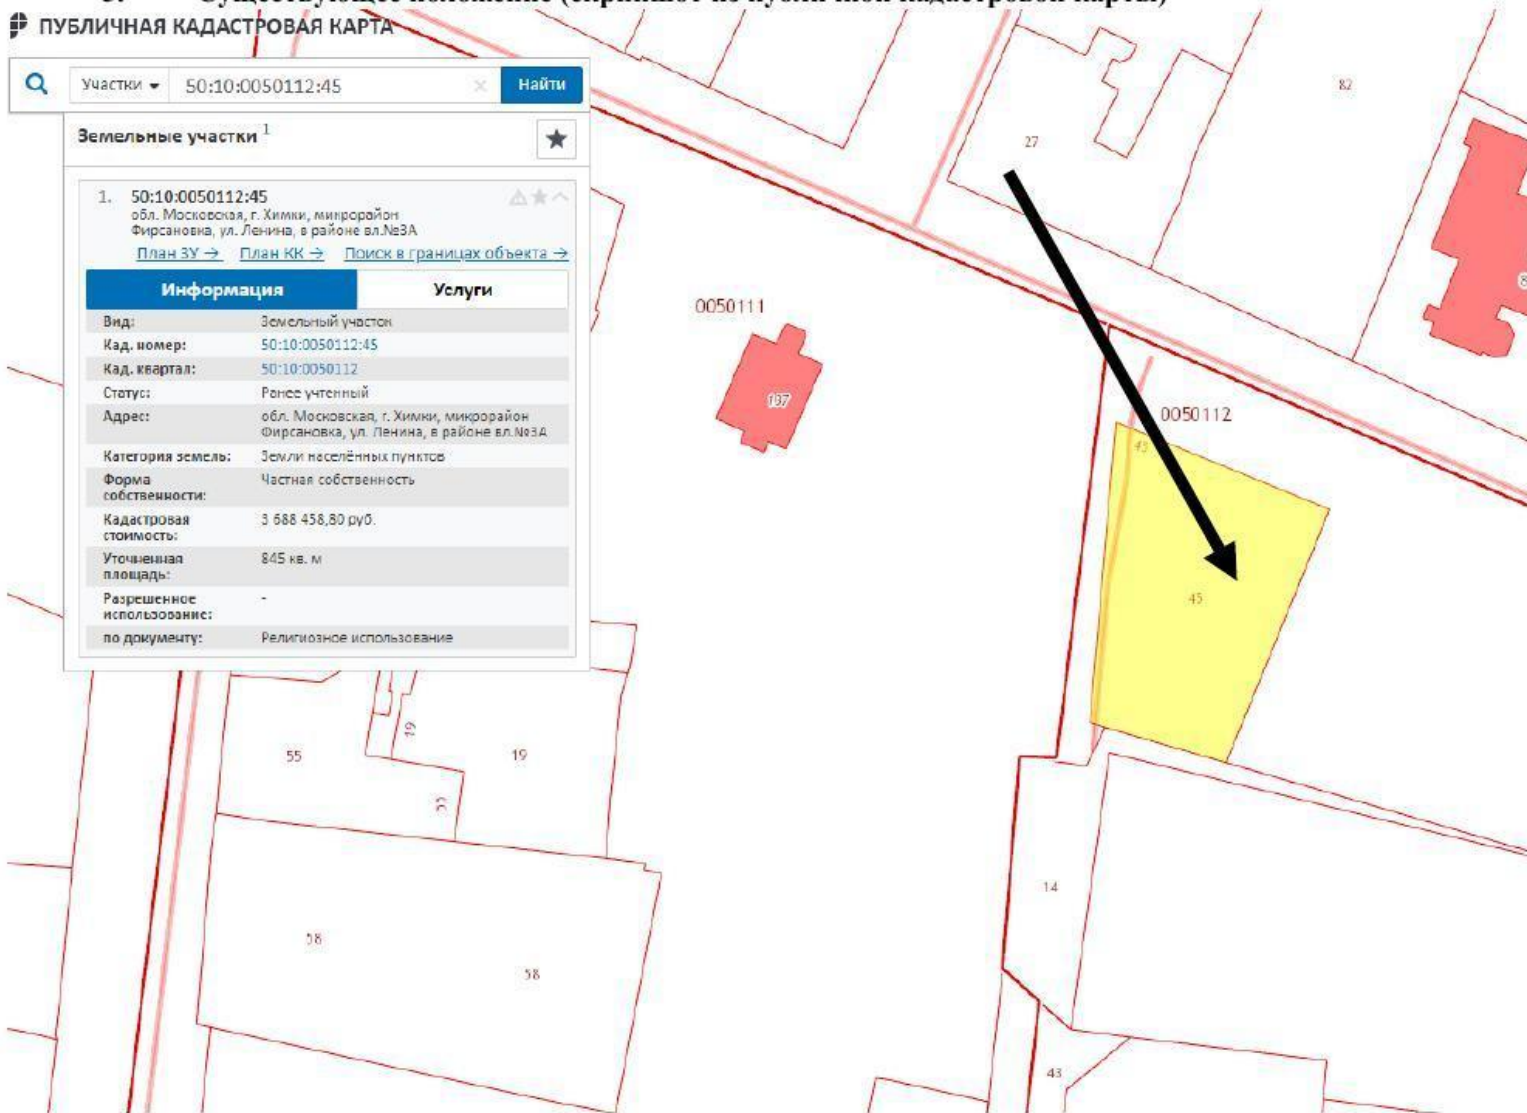 ПУБЛИЧНАЯ КАДАСТРОВАЯ КАРТА
Участки
50:10:0050112:45
Найти
Земельные участки 1
1. 50:10:0050112:45
обл. Московская, г. Химки, микрорайон
Фирсановка, ул. Ленина, в районе вл.№3А
План ЗУ → План КК → Поиск в границах объекта →
Информация Услуги
Вид: Земельный участок
Кад. номер: 50:10:0050112:45
Кад. квартал: 50:10:0050112
Статус: Ранее учтенный
Адрес: обл. Московская, г. Химки, микрорайон
Фирсановка, ул. Ленина, в районе вл.№3А
Категория земель: Земли населённых пунктов
Форма
собственности: Частная собственность
Кадастровая
стоимость: 3 688 458,80 руб.
Уточненная
площадь: 845 кв. м
Разрешенное
использование: -
по документу: Религиозное использование
82
27
0050111
0050112
45
45
55
19
19
55
14
58
58
43